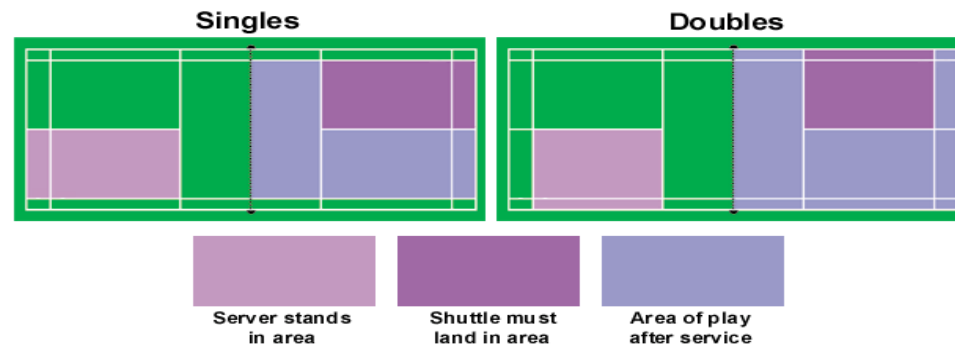 Singles
Doubles
Server stands
in area
Shuttle must
land in area
Area of play
after service